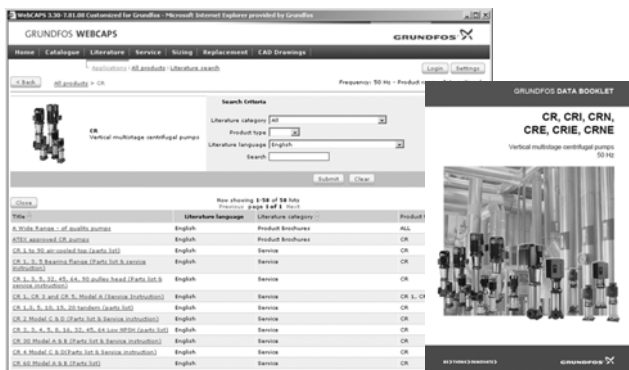 WebCAPS 3.30-7.81.08 Customized for Grundfos - Microsoft Internet Explorer provided by Grundfos
GRUNDFOS WEBCAPS
GRUNDFOS
Home Catalogue Literature Service Sizing Replacement CAD Drawings
Applications All products Literature search
Login Settings
< Back All products > CR
Frequency: 50 Hz - Product
Search Criteria
Literature category All
Product type
Literature language English
Search
CR
Vertical multistage centrifugal pumps
Submit Clear
Close
Now showing 1-58 of 58 hits
Previous page 1 of 1 Next
Title Literature language Literature category Product
A Wide Range - of quality pumps English Product Brochures ALL
ATEX approved CR pumps English Product Brochures CR
CR 1 to 90 air-cooled top (parts list) English Service CR
CR 1, 3, 5 Bearing flange (Parts list & service instruction) English Service CR
CR 1, 3, 5, 32, 45, 64, 90 pulley head (Parts list & service instruction) English Service CR
CR 1, CR 3 and CR 5, Model A (Service Instruction) English Service CR 1, CR
CR 1,3, 5, 10, 15, 20 tandem (parts list) English Service CR
CR 2 Model C & D (Parts list & Service instruction) English Service CR
CR 2, 3, 4, 5, 8, 16, 32, 45, 64 Low NPSH (parts list) English Service CR
CR 30 Model A & B (Parts list & Service instruction) English Service CR
CR 4 Model C & D(Parts list & Service instruction) English Service CR
CR 60 Model A & B (Parts list) English Service CR
GRUNDFOS DATA BOOKLET
CR, CRI, CRN,
CRE, CRIE, CRNE
Vertical multistage centrifugal pumps
50 Hz
BE > THINK > INNOVATE >
GRUNDFOS